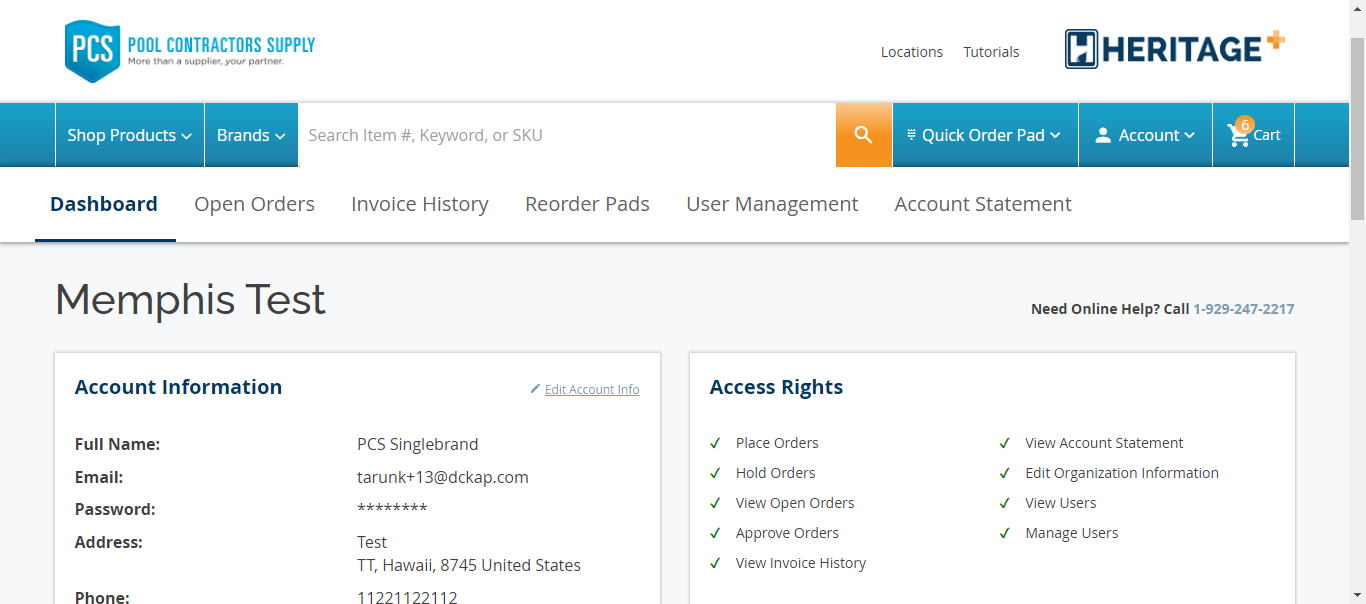 PCS POOL CONTRACTORS SUPPLY
More than a supplier, your partner.
Locations Tutorials
H HERITAGE+
Shop Products Brands Search Item #, Keyword, or SKU Quick Order Pad Account 6 Cart
Dashboard Open Orders Invoice History Reorder Pads User Management Account Statement
Memphis Test
Need Online Help? Call 1-929-247-2217
Account Information Edit Account Info
Full Name: PCS Singlebrand
Email: tarunk+13@dckap.com
Password: ********
Address: Test
TT, Hawaii, 8745 United States
Phone: 11221122112
Access Rights
Place Orders
Hold Orders
View Open Orders
Approve Orders
View Invoice History
View Account Statement
Edit Organization Information
View Users
Manage Users